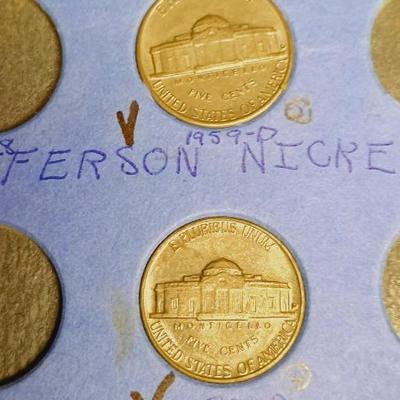 MONTICELLO
FIVE CENTS
UNITED STATES OF AMERICA
V
1959-D
FERSON NICKE
E PLURIBUS UNUM
MONTICELLO
FIVE CENTS
UNITED STATES OF AMERICA